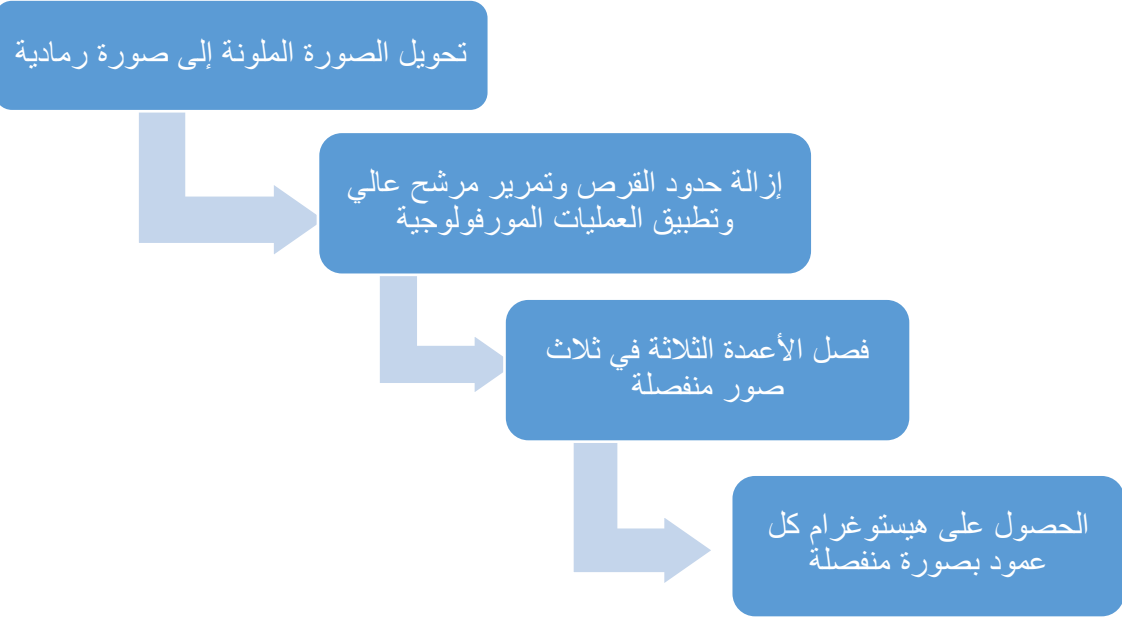 تحويل الصورة الملونة إلى صورة رمادية
إزالة حدود القرص وتمرير مرشح عالي
وتطبيق العمليات المورفولوجية
فصل الأعمدة الثلاثة في ثلاث
صور منفصلة
الحصول على هيستوغرام كل
عمود بصورة منفصلة